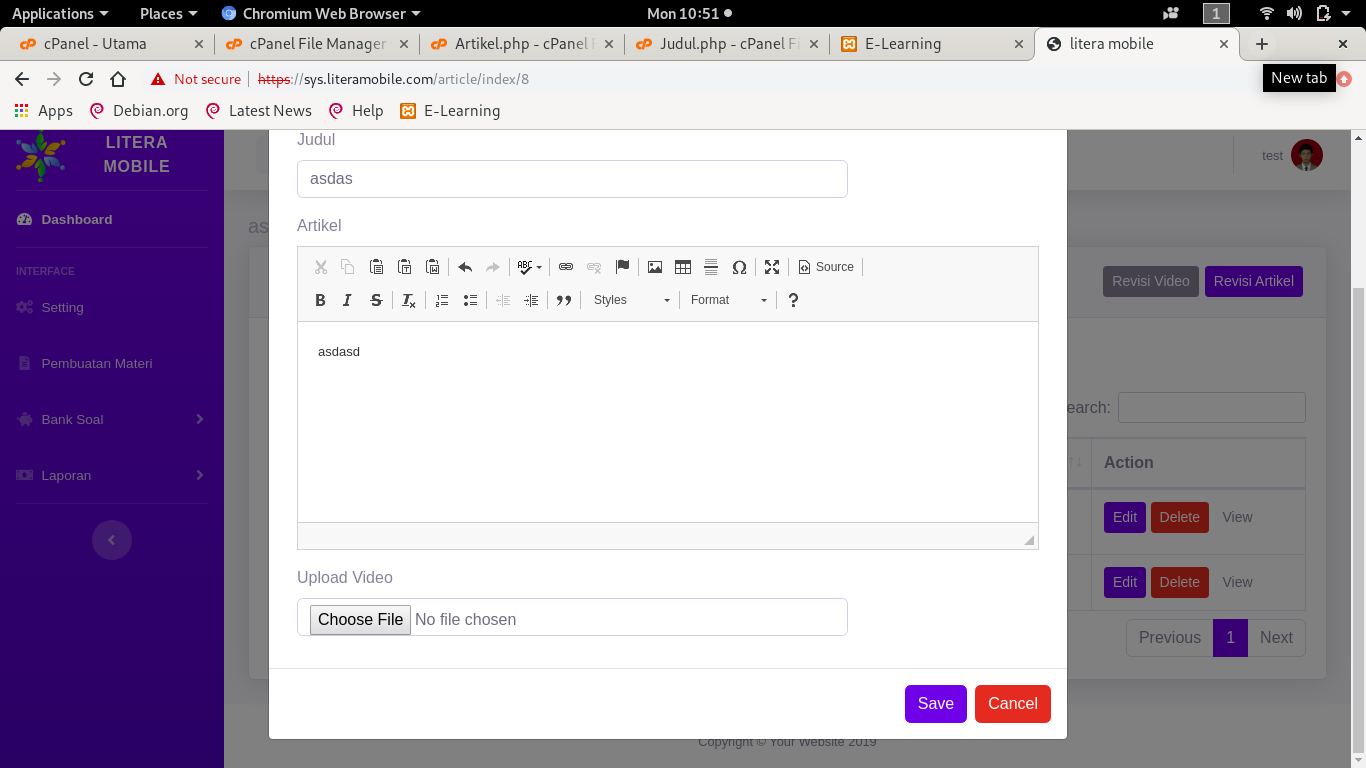 Applications Places Chromium Web Browser Mon 10:51 1
cPanel - Utama cPanel File Manager Artikel.php - cPanel F Judul.php - cPanel Fi E-Learning litera mobile
Not secure https://sys.literamobile.com/article/index/8 New tab
Apps Debian.org Latest News Help E-Learning
LITERA
MOBILE
Dashboard
INTERFACE
Setting
Pembuatan Materi
Bank Soal
Laporan
test
as
Judul
asdas
Artikel
Source
ABC
B I S Styles Format ?
asdasd
Upload Video
Choose File No file chosen
Save Cancel
Revisi Video Revisi Artikel
earch:
Action
Edit Delete View
Edit Delete View
Previous 1 Next
Copyright © Your Website 2019